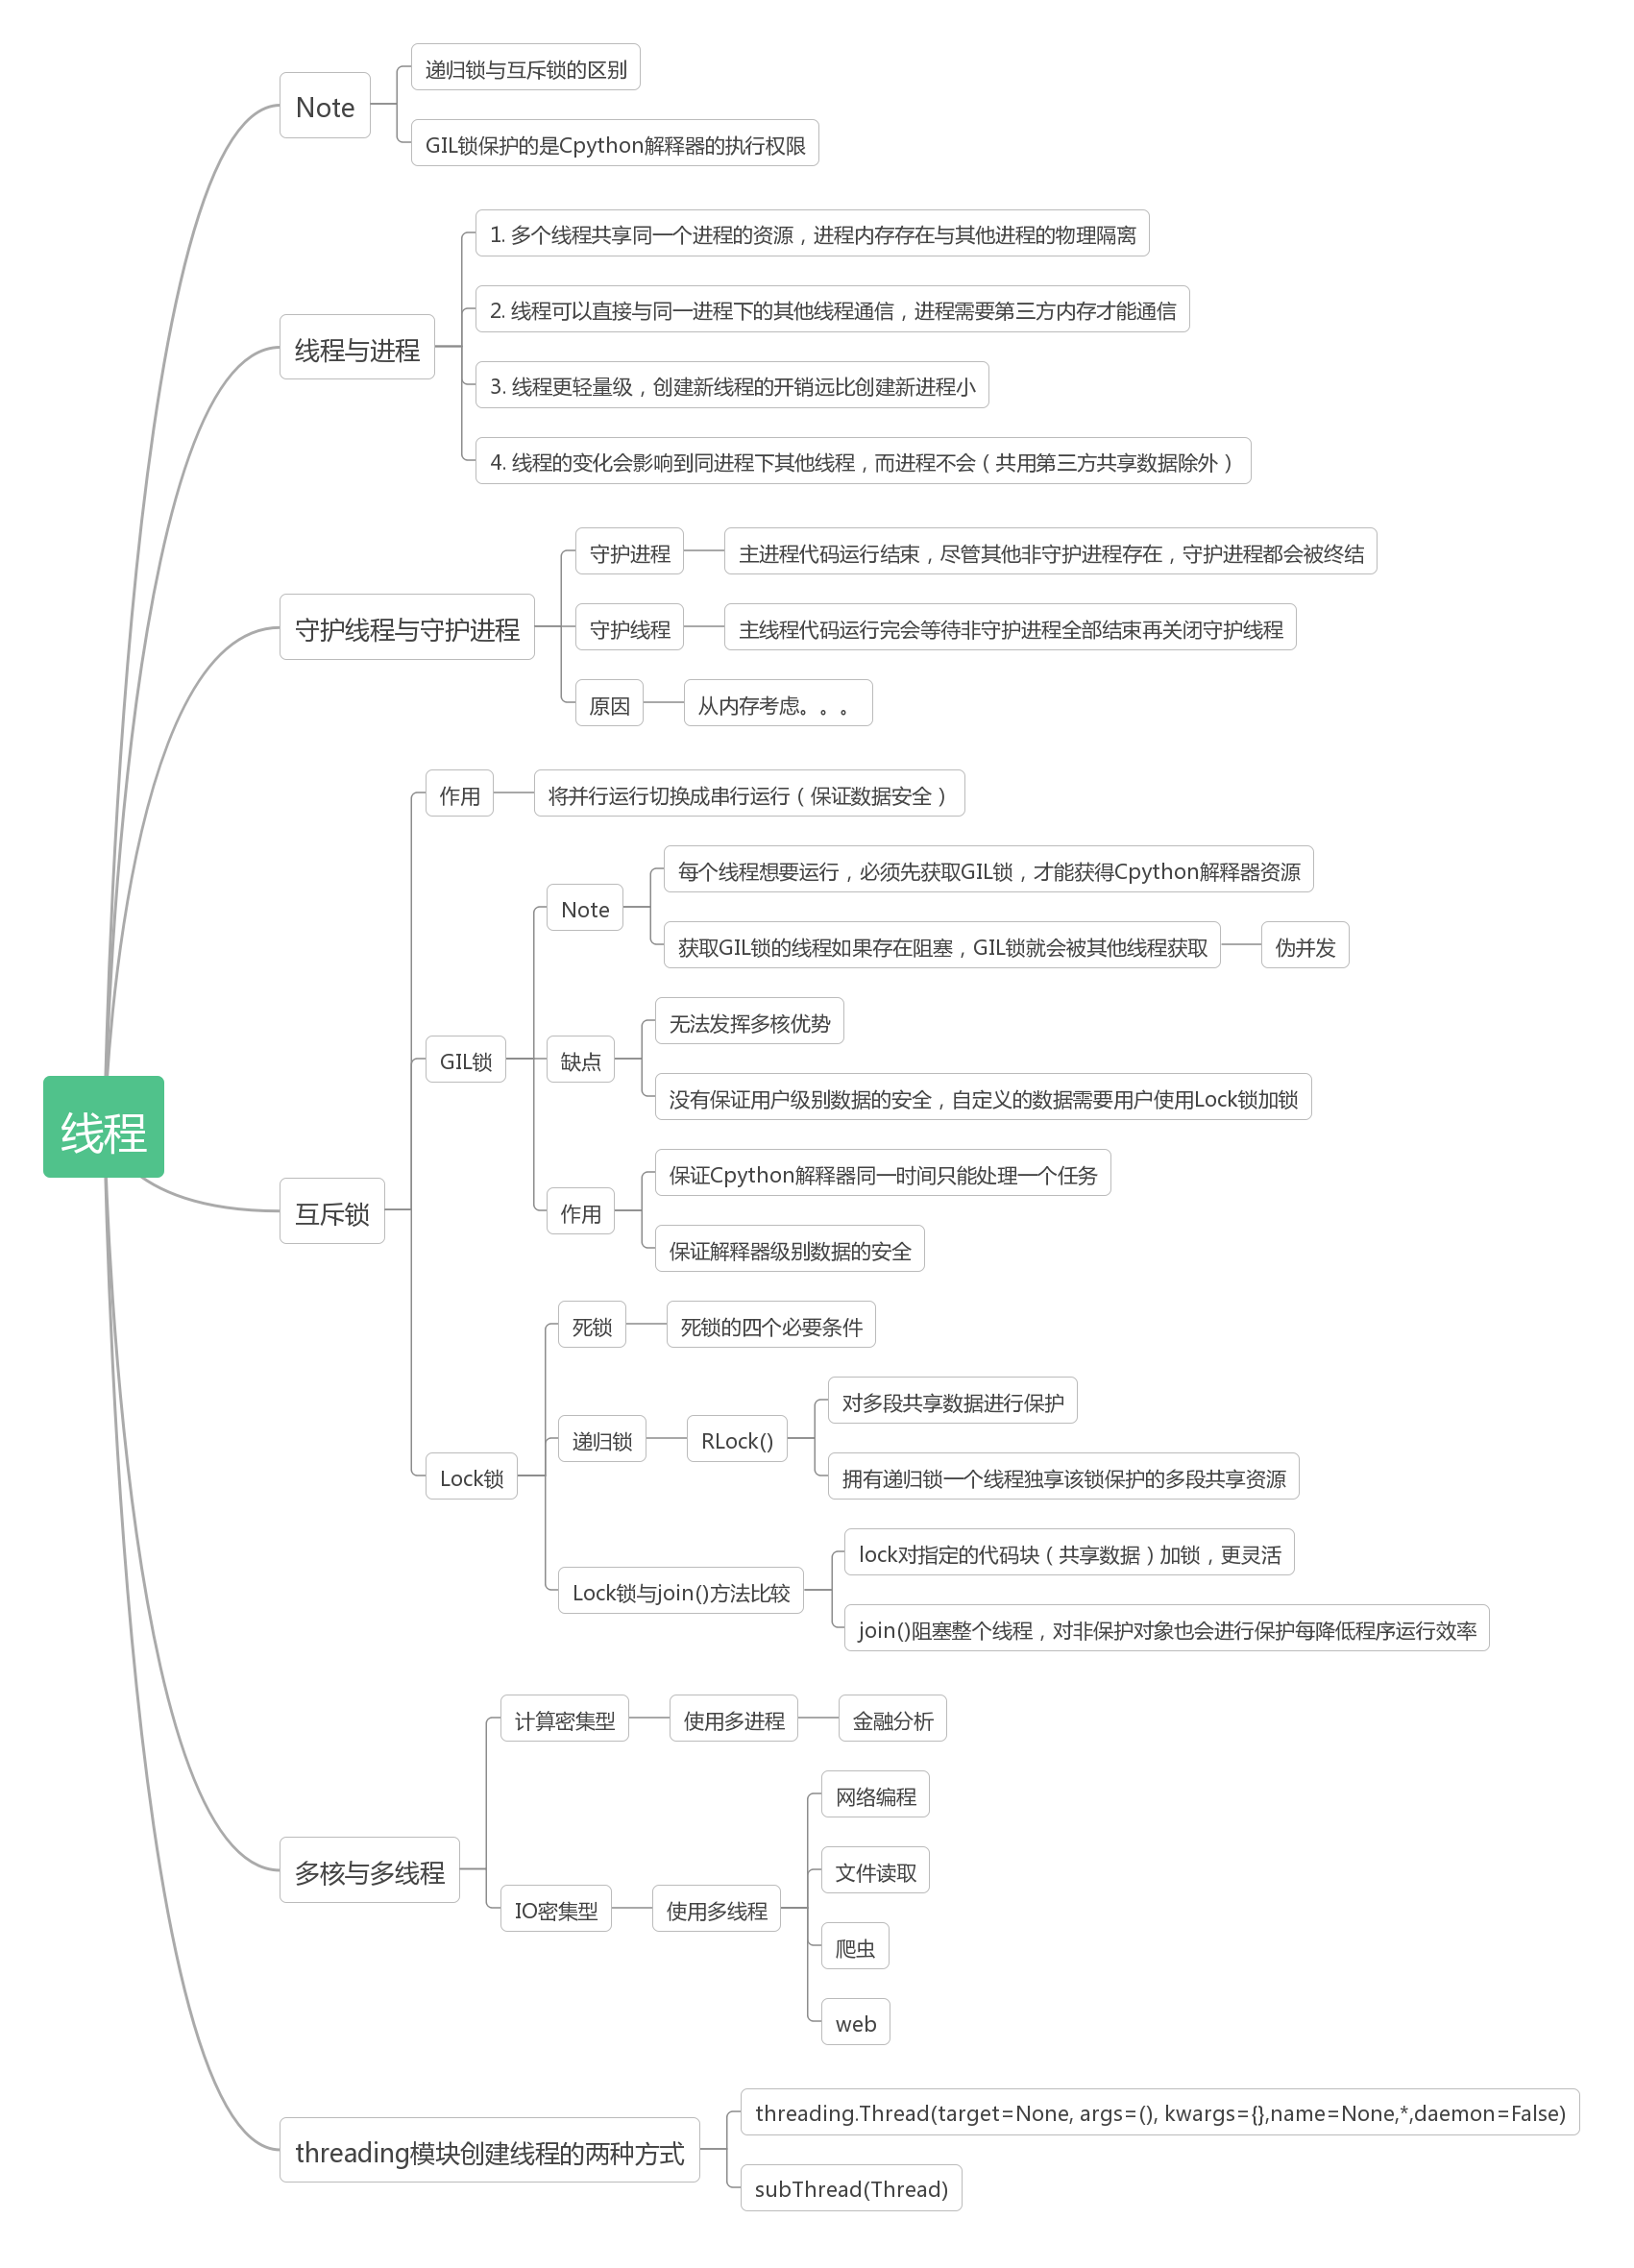 线程
Note
递归锁与互斥锁的区别
GIL锁保护的是Cpython解释器的执行权限
线程与进程
1. 多个线程共享同一个进程的资源，进程内存存在与其他进程的物理隔离
2. 线程可以直接与同一进程下的其他线程通信，进程需要第三方内存才能通信
3. 线程更轻量级，创建新线程的开销远比创建新进程小
4. 线程的变化会影响到同进程下其他线程，而进程不会（共用第三方共享数据除外）
守护线程与守护进程
守护进程
主进程代码运行结束，尽管其他非守护进程存在，守护进程都会被终结
守护线程
主线程代码运行完会等待非守护进程全部结束再关闭守护线程
原因
从内存考虑。。。
互斥锁
作用
将并行运行切换成串行运行（保证数据安全）
GIL锁
Note
每个线程想要运行，必须先获取GIL锁，才能获得Cpython解释器资源
获取GIL锁的线程如果存在阻塞，GIL锁就会被其他线程获取
伪并发
缺点
无法发挥多核优势
没有保证用户级别数据的安全，自定义的数据需要用户使用Lock锁加锁
作用
保证Cpython解释器同一时间只能处理一个任务
保证解释器级别数据的安全
Lock锁
死锁
死锁的四个必要条件
递归锁
RLock()
对多段共享数据进行保护
拥有递归锁一个线程独享该锁保护的多段共享资源
Lock锁与join()方法比较
lock对指定的代码块（共享数据）加锁，更灵活
join()阻塞整个线程，对非保护对象也会进行保护每降低程序运行效率
多核与多线程
计算密集型
使用多进程
金融分析
IO密集型
使用多线程
网络编程
文件读取
爬虫
web
threading模块创建线程的两种方式
threading.Thread(target=None, args=(), kwargs={},name=None,*,daemon=False)
subThread(Thread)